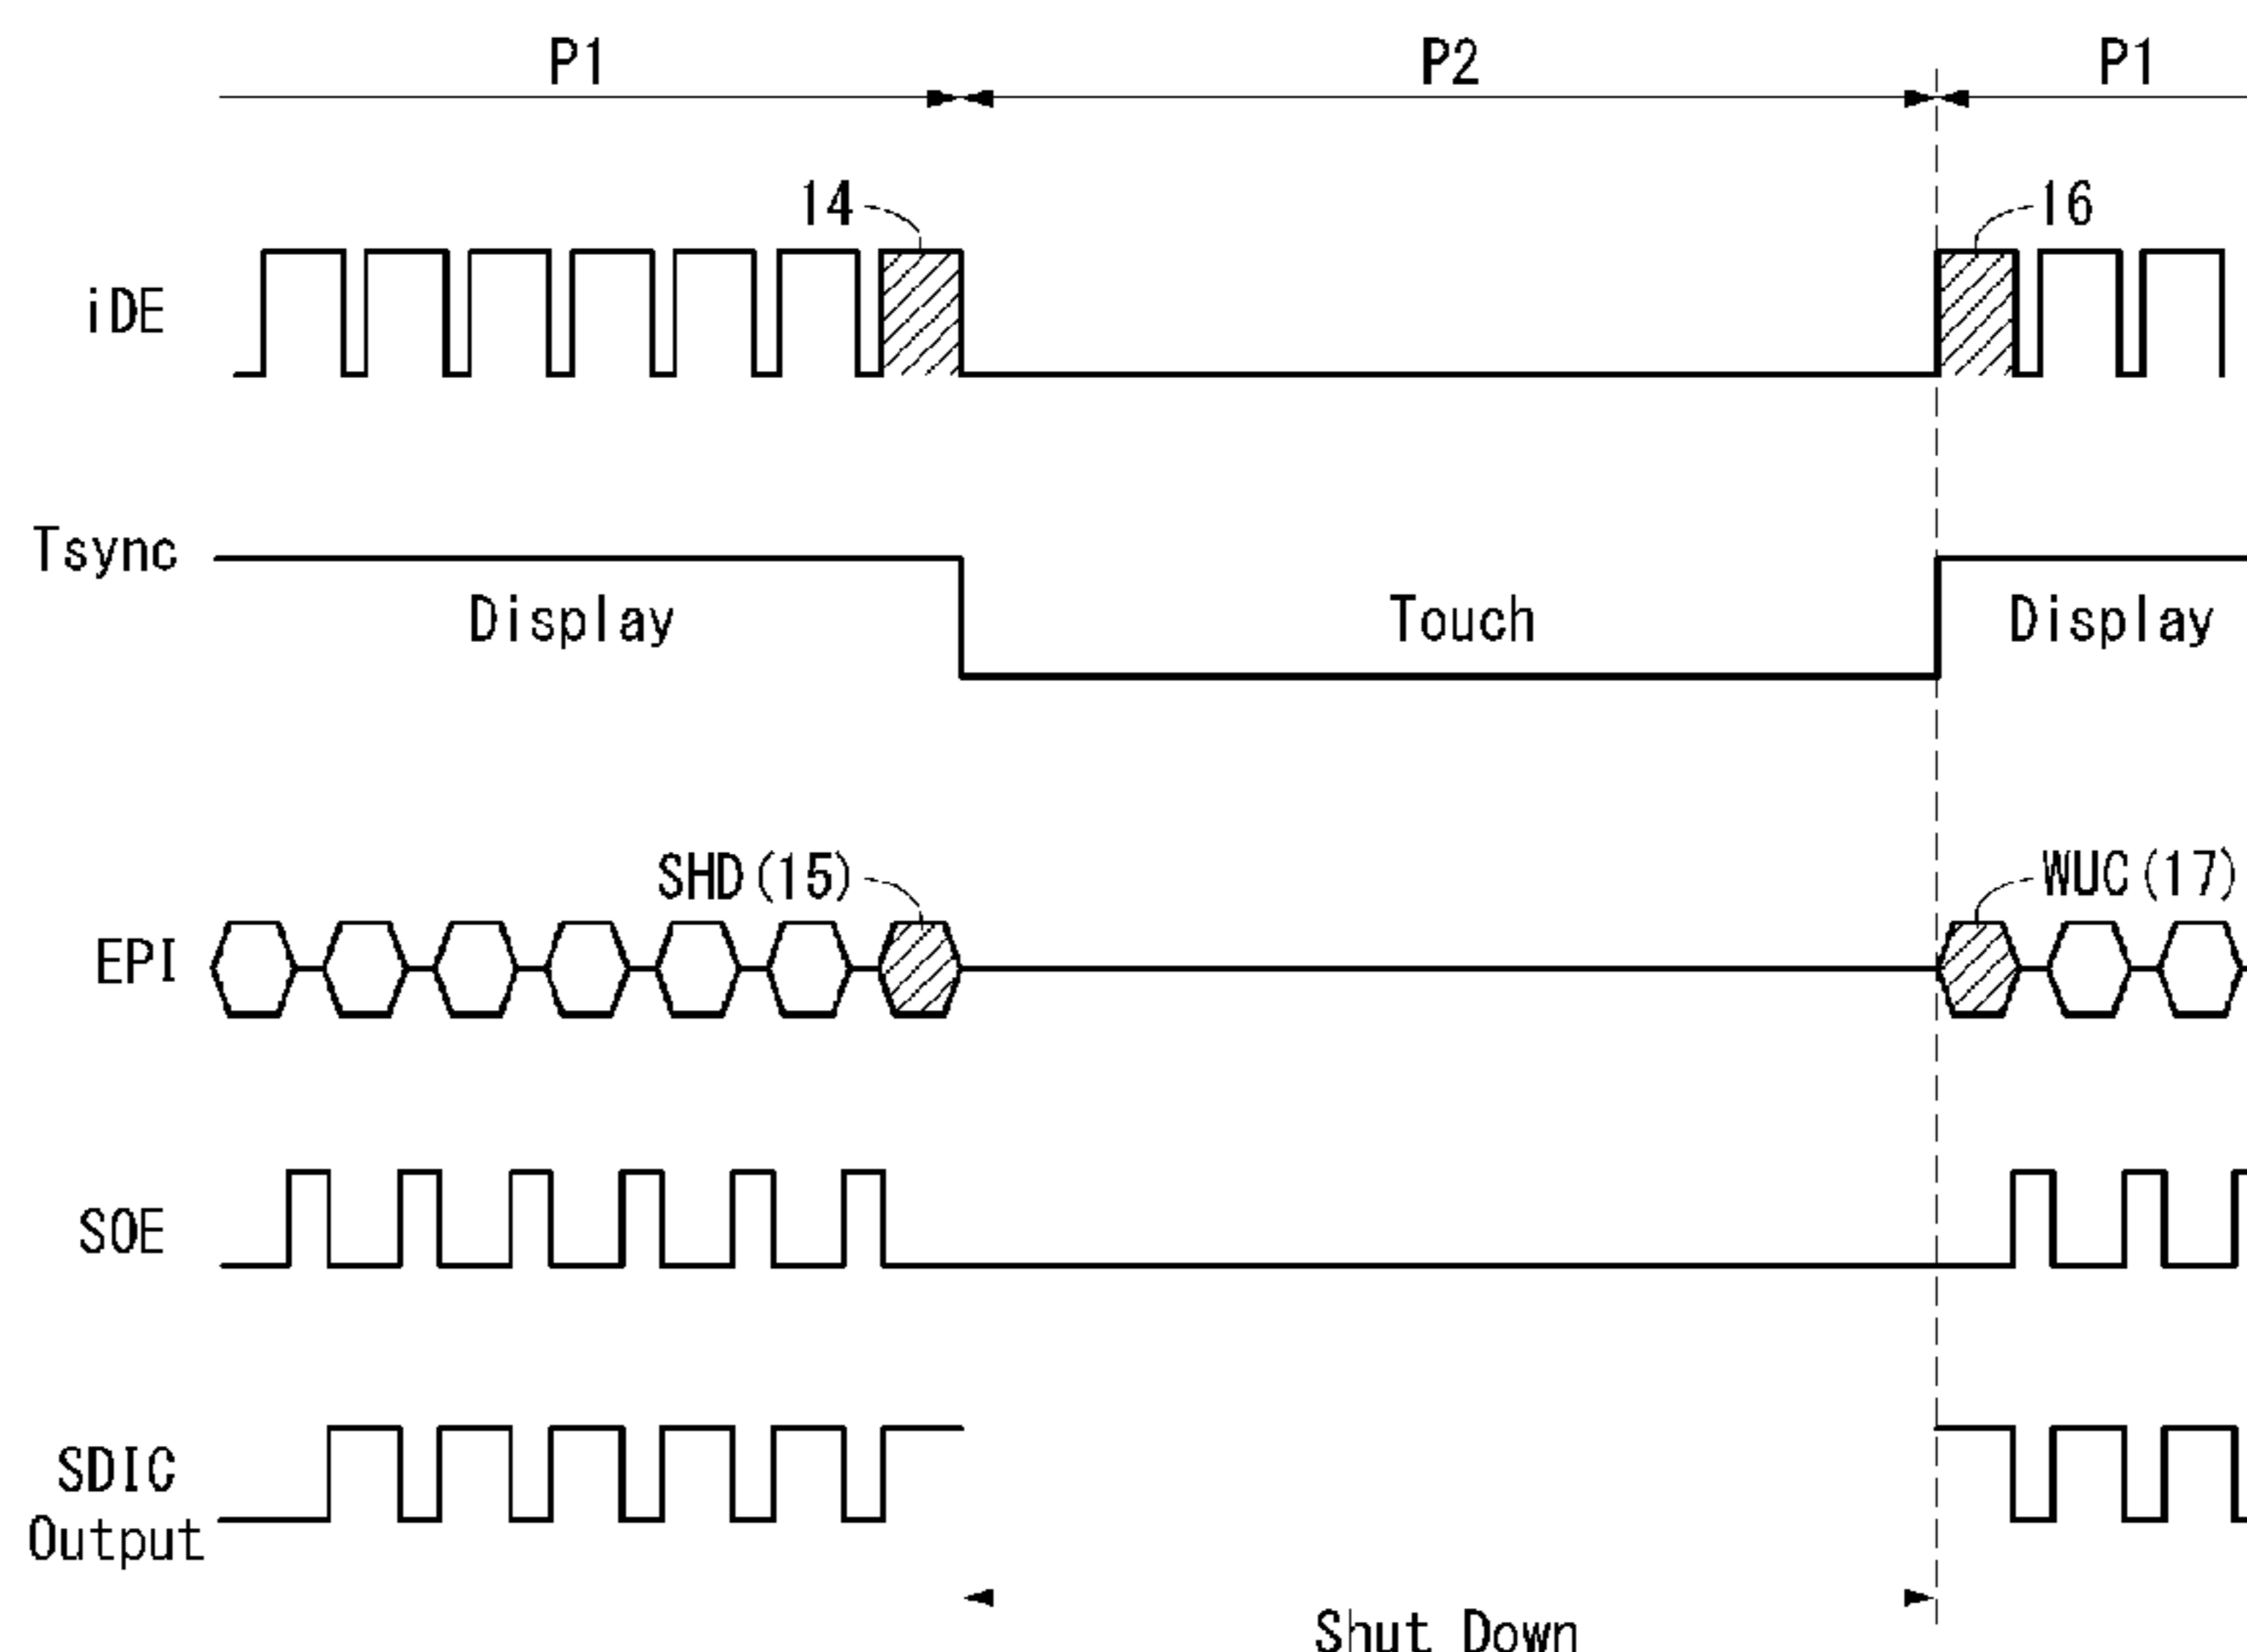 P1 P2 P1
14 16
iDE
Tsync
Display Touch Display
SHD(15) WUC(17)
EPI
SOE
SDIC
Output
Shut Down